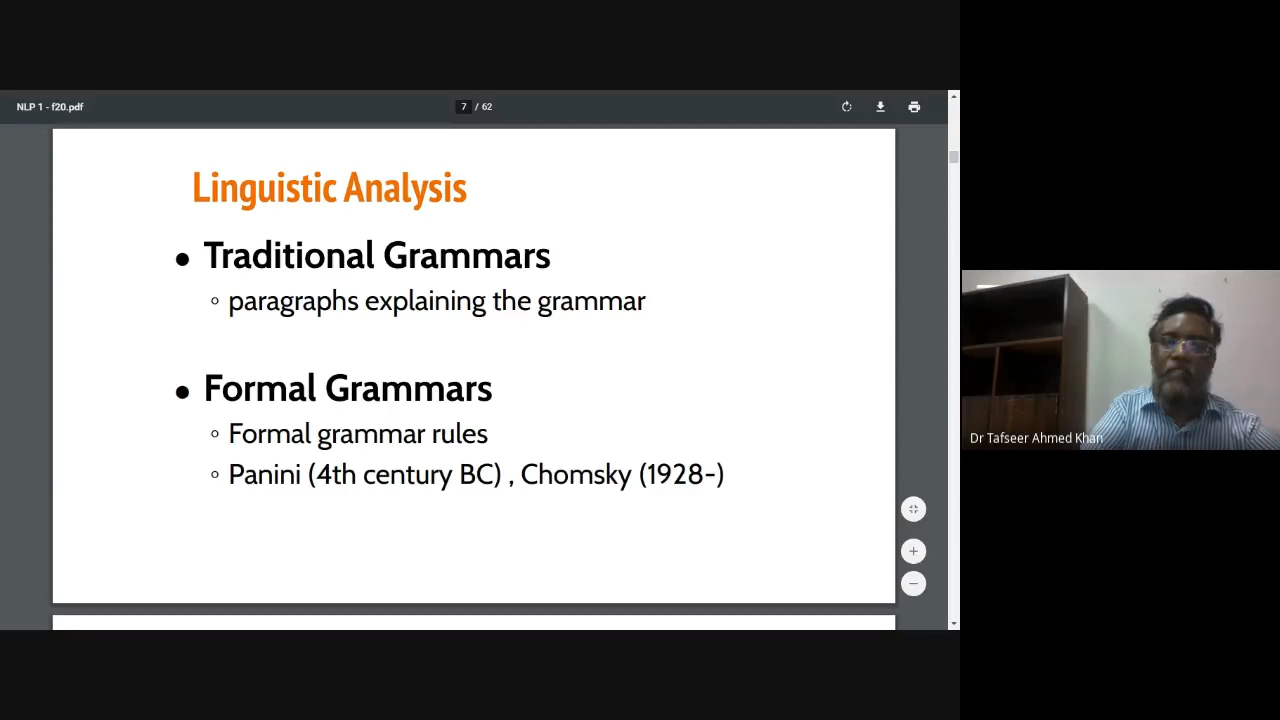 NLP 1 - f20.pdf
7 / 62
Linguistic Analysis
● Traditional Grammars
○ paragraphs explaining the grammar
● Formal Grammars
○ Formal grammar rules
○ Panini (4th century BC) , Chomsky (1928-)
Dr Tafseer Ahmed Khan